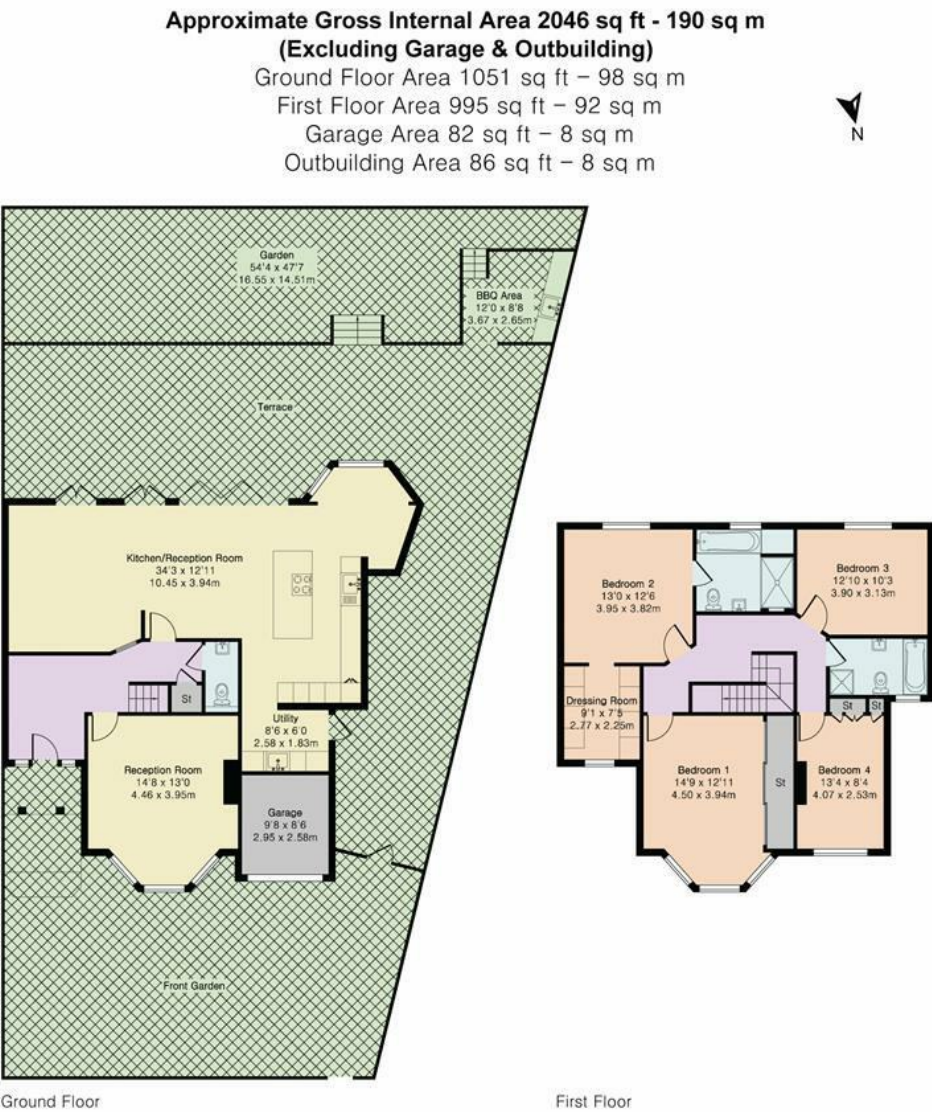 Approximate Gross Internal Area 2046 sq ft - 190 sq m
(Excluding Garage & Outbuilding)
Ground Floor Area 1051 sq ft – 98 sq m
First Floor Area 995 sq ft – 92 sq m
Garage Area 82 sq ft – 8 sq m
Outbuilding Area 86 sq ft – 8 sq m
N
Garden
54'4 x 47'7
16.55 x 14.51m
BBQ Area
12'0 x 8'8
3.67 x 2.65m
Terrace
Kitchen/Reception Room
34'3 x 12'11
10.45 x 3.94m
St
Utility
8'6 x 6'0
2.58 x 1.83m
Reception Room
14'8 x 13'0
4.46 x 3.95m
Garage
9'8 x 8'6
2.95 x 2.58m
Front Garden
Ground Floor
Bedroom 2
13'0 x 12'6
3.95 x 3.82m
Bedroom 3
12'10 x 10'3
3.90 x 3.13m
Dressing Room
9'1 x 7'5
2.77 x 2.25m
St
St
Bedroom 1
14'9 x 12'11
4.50 x 3.94m
St
Bedroom 4
13'4 x 8'4
4.07 x 2.53m
First Floor